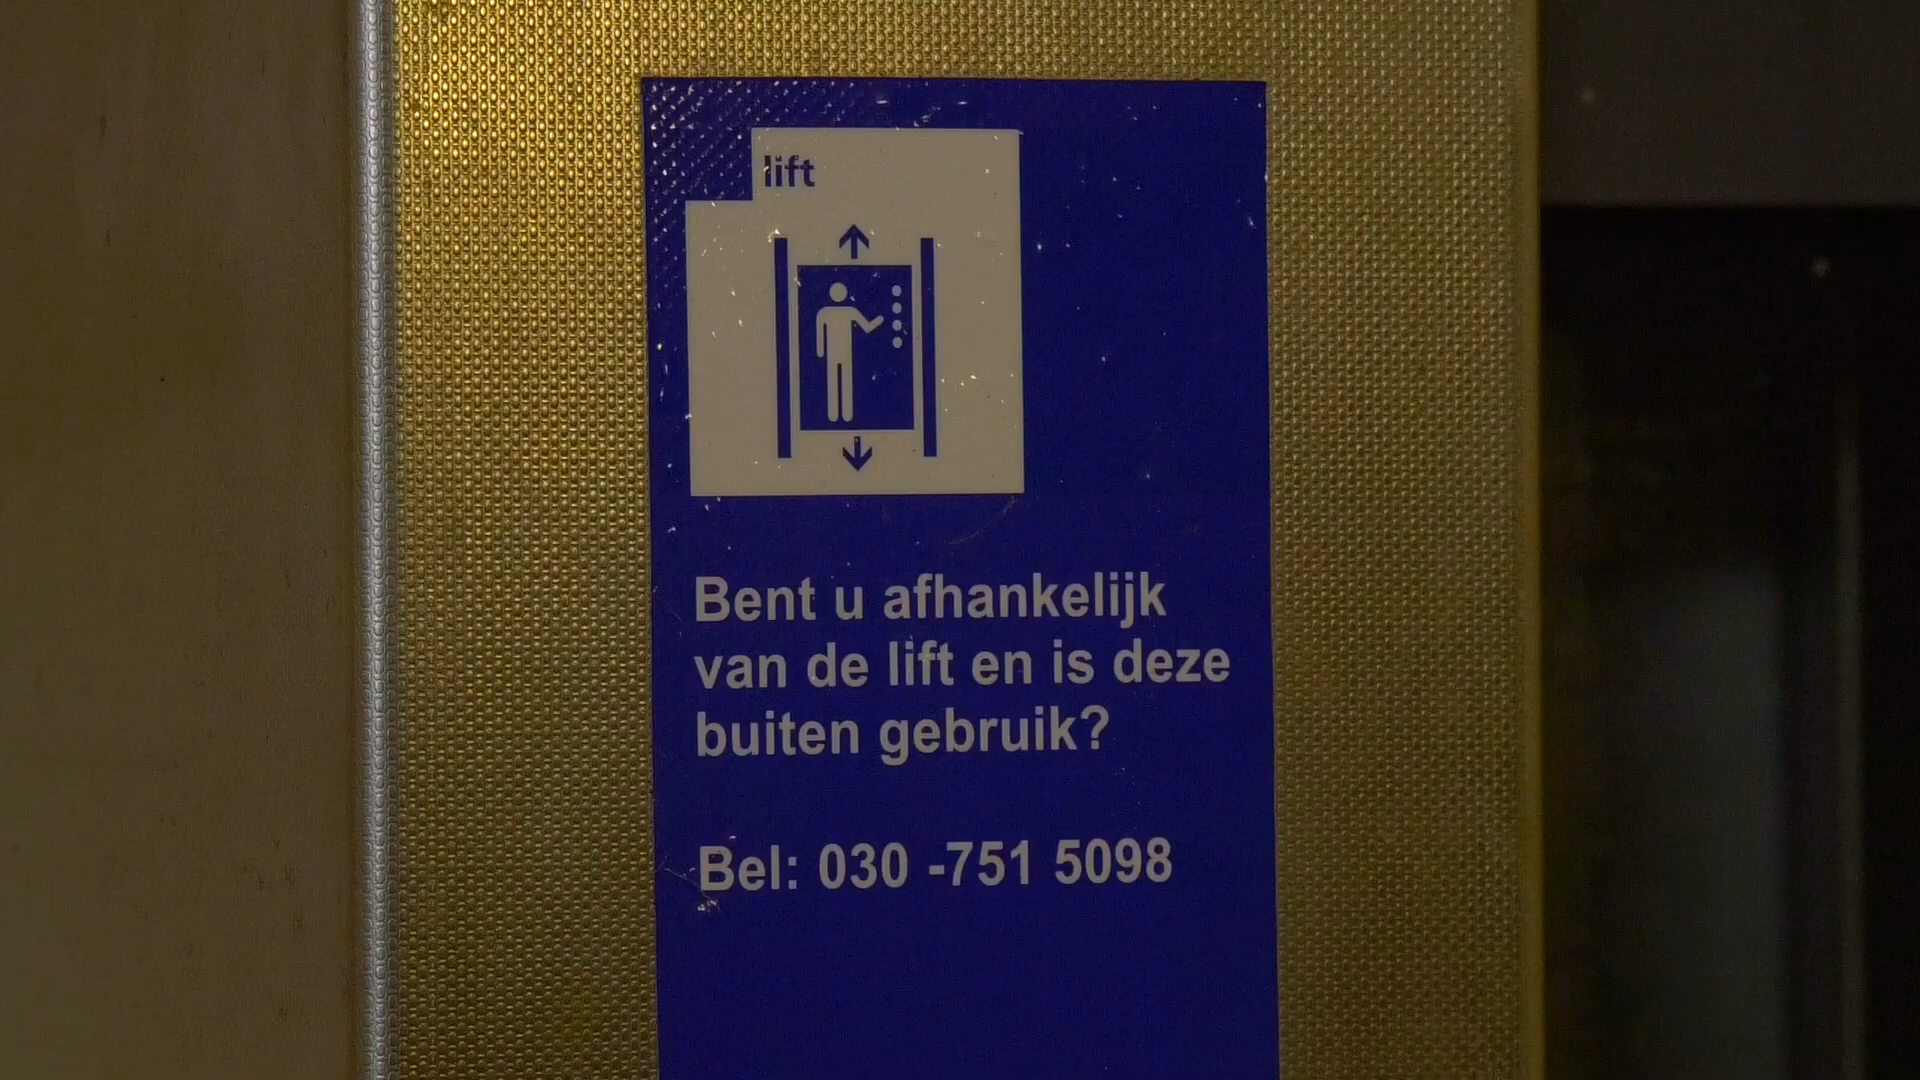 lift
Bent u afhankelijk
van de lift en is deze
buiten gebruik?
Bel: 030 -751 5098